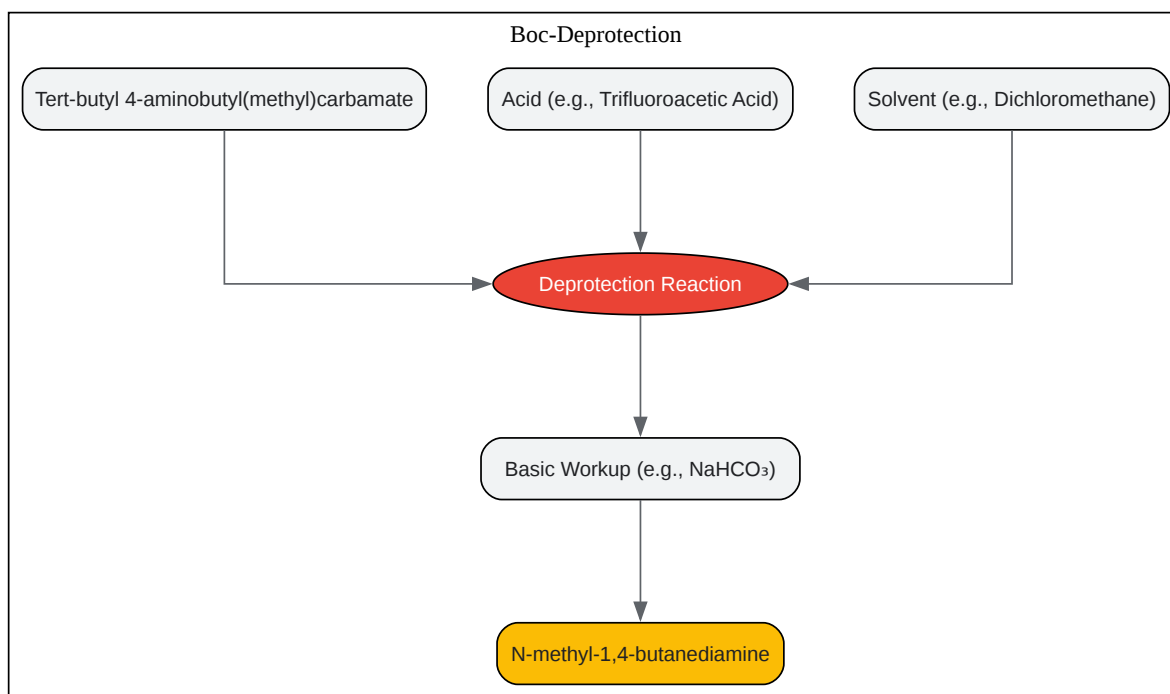 Boc-Deprotection
Tert-butyl 4-aminobutyl(methyl)carbamate
Acid (e.g., Trifluoroacetic Acid)
Solvent (e.g., Dichloromethane)
Deprotection Reaction
Basic Workup (e.g., NaHCO₃)
N-methyl-1,4-butanediamine